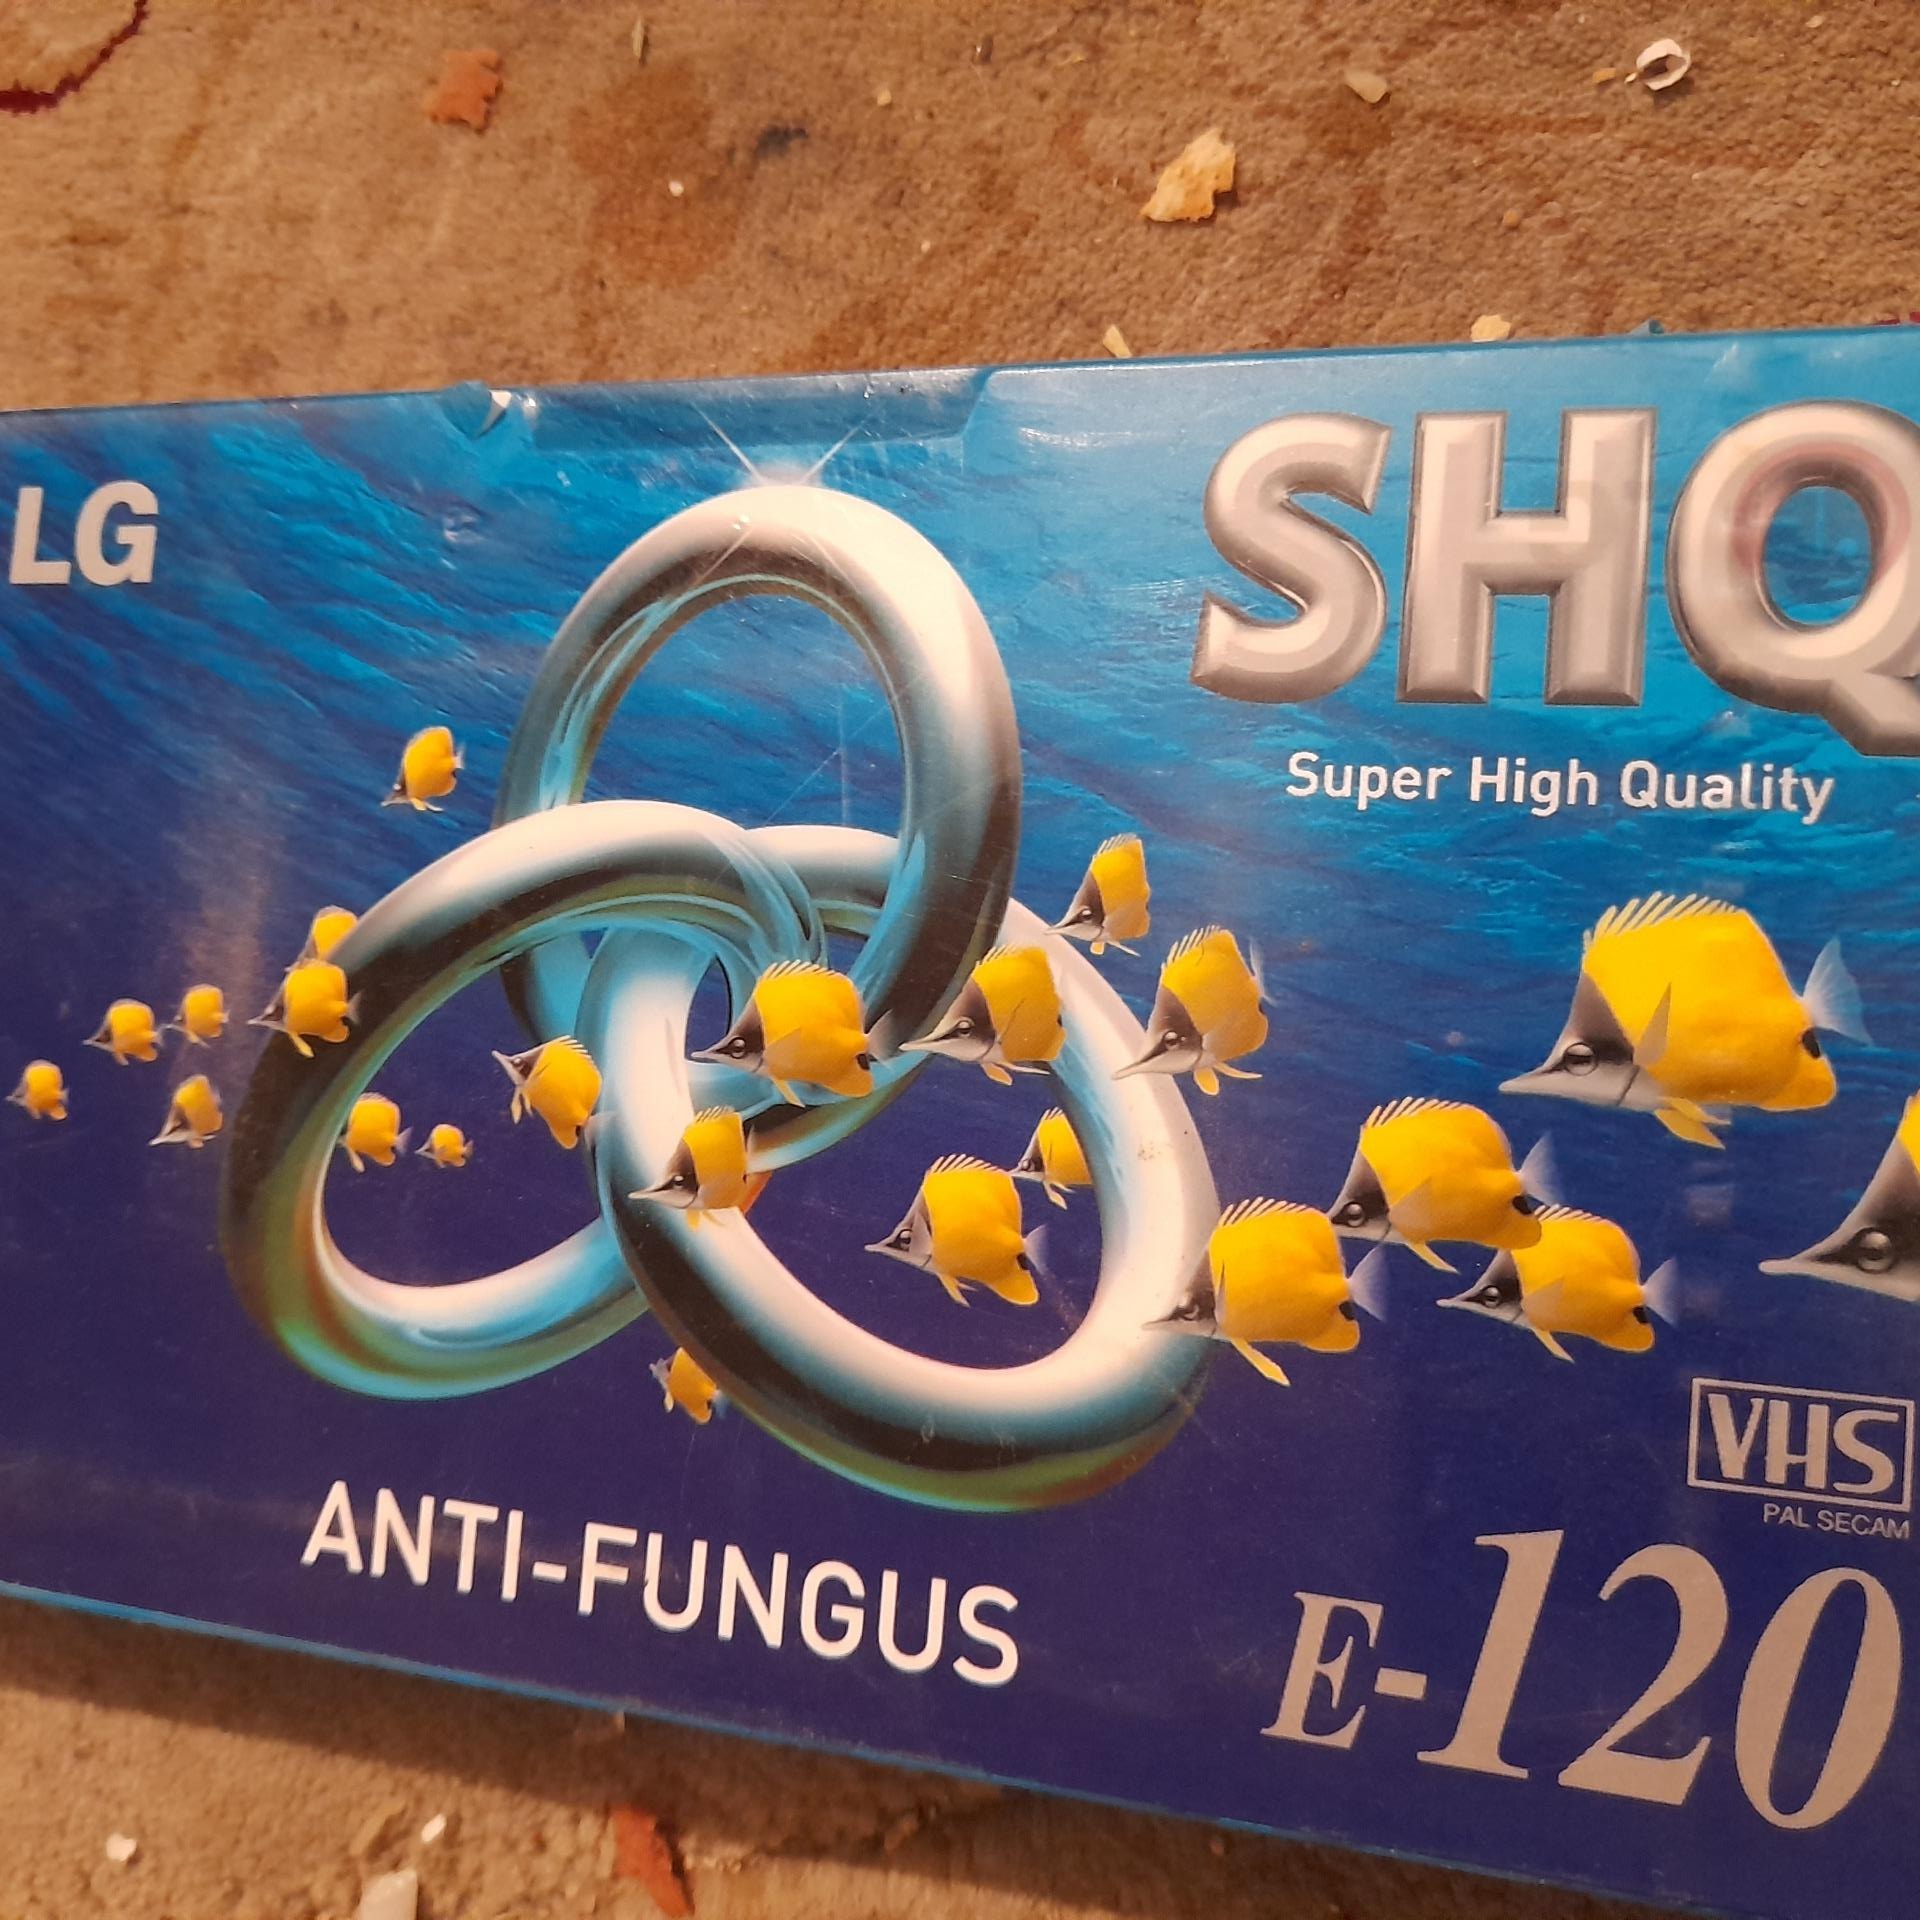 LG
SHQ
Super High Quality
VHS
PAL SECAM
ANTI-FUNGUS
E-120